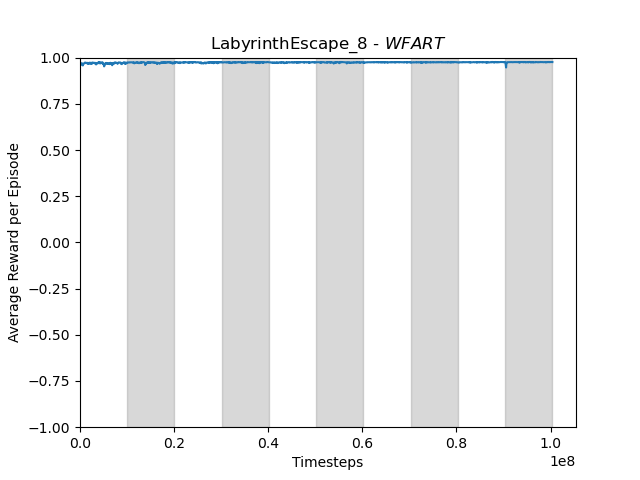 LabyrinthEscape_8 - WFART
Average Reward per Episode
1.00
0.75
0.50
0.25
0.00
−0.25
−0.50
−0.75
−1.00
0.0 0.2 0.4 0.6 0.8 1.0
1e8
Timesteps